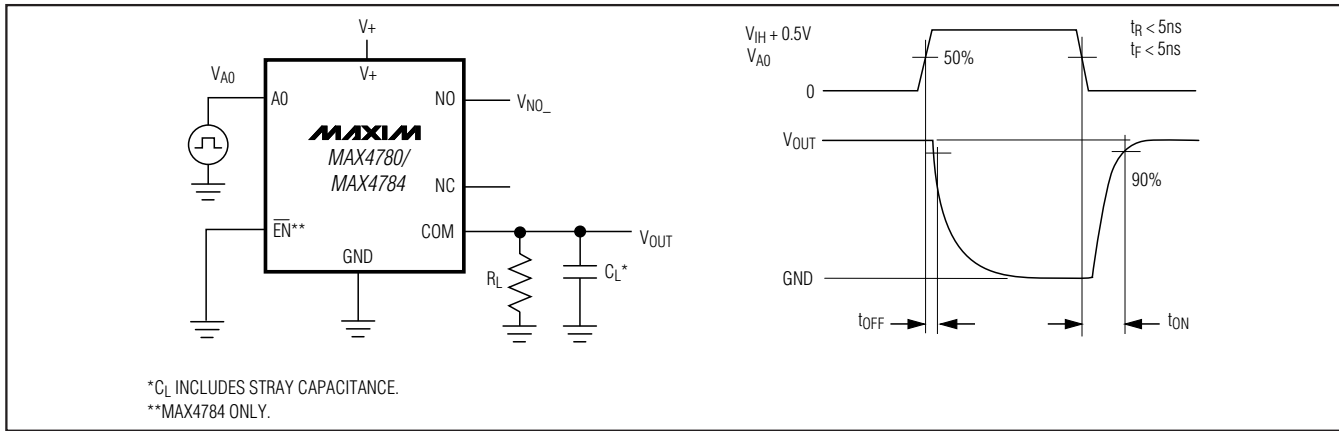 V+
V+
VA0
A0
NO
VNO_
MAXIM
MAX4780/
MAX4784
NC
EN**
COM
VOUT
GND
RL
CL*
*CL INCLUDES STRAY CAPACITANCE.
**MAX4784 ONLY.
VIH + 0.5V
VA0
0
50%
tR < 5ns
tF < 5ns
VOUT
90%
GND
tOFF
tON